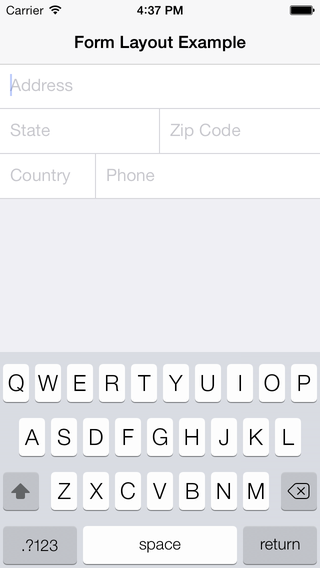 Carrier 4:37 PM
Form Layout Example
Address
State Zip Code
Country Phone
Q W E R T Y U I O P
A S D F G H J K L
Z X C V B N M
.?123 space return